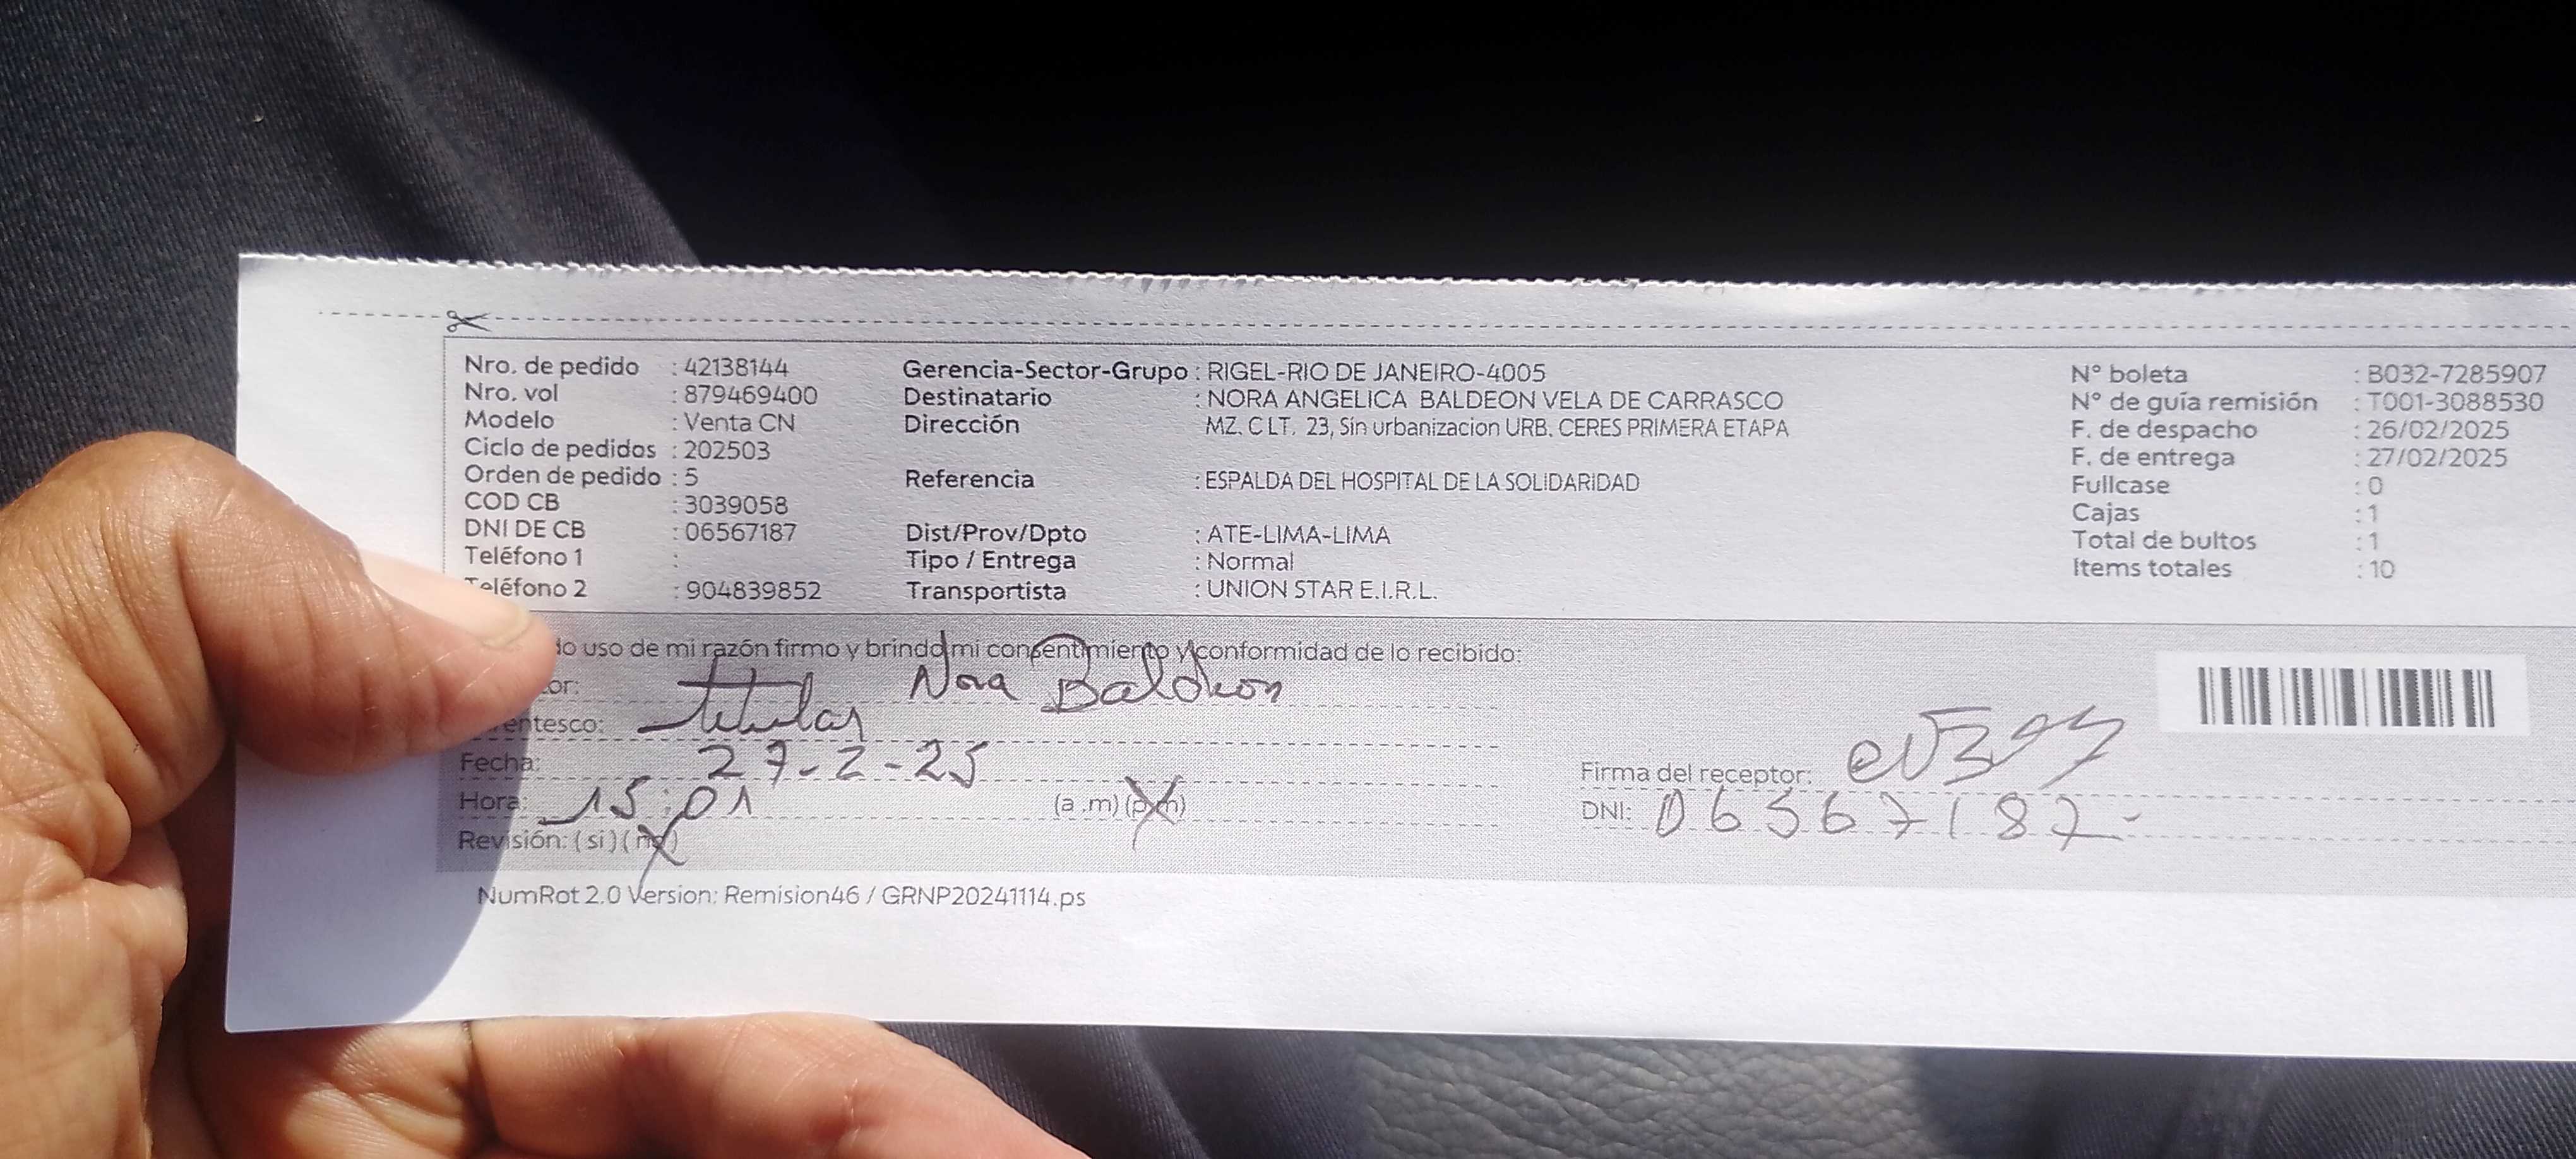 Nro. de pedido : 42138144
Nro. vol : 879469400
Modelo : Venta CN
Ciclo de pedidos : 202503
Orden de pedido : 5
COD CB : 3039058
DNI DE CB : 06567187
Teléfono 1 :
Teléfono 2 : 904839852
Gerencia-Sector-Grupo : RIGEL-RIO DE JANEIRO-4005
Destinatario : NORA ANGELICA BALDEON VELA DE CARRASCO
Dirección MZ. C LT. 23, Sin urbanizacion URB. CERES PRIMERA ETAPA
Referencia : ESPALDA DEL HOSPITAL DE LA SOLIDARIDAD
Dist/Prov/Dpto : ATE-LIMA-LIMA
Tipo / Entrega : Normal
Transportista : UNION STAR E.I.R.L.
N° boleta : B032-7285907
N° de guía remisión : T001-3088530
F. de despacho : 26/02/2025
F. de entrega : 27/02/2025
Fullcase : 0
Cajas : 1
Total de bultos : 1
Items totales : 10
do uso de mi razón firmo y brindo mi consentimiento y conformidad de lo recibido:
tor: Nora Baldeon
entesco: titular
Fecha: 27-2-25
Hora: 15:01 (a .m) (p.m)
Revisión: (si) (no)
Firma del receptor:
DNI: 06567187-
NumRot 2.0 Version: Remision46 / GRNP20241114.ps